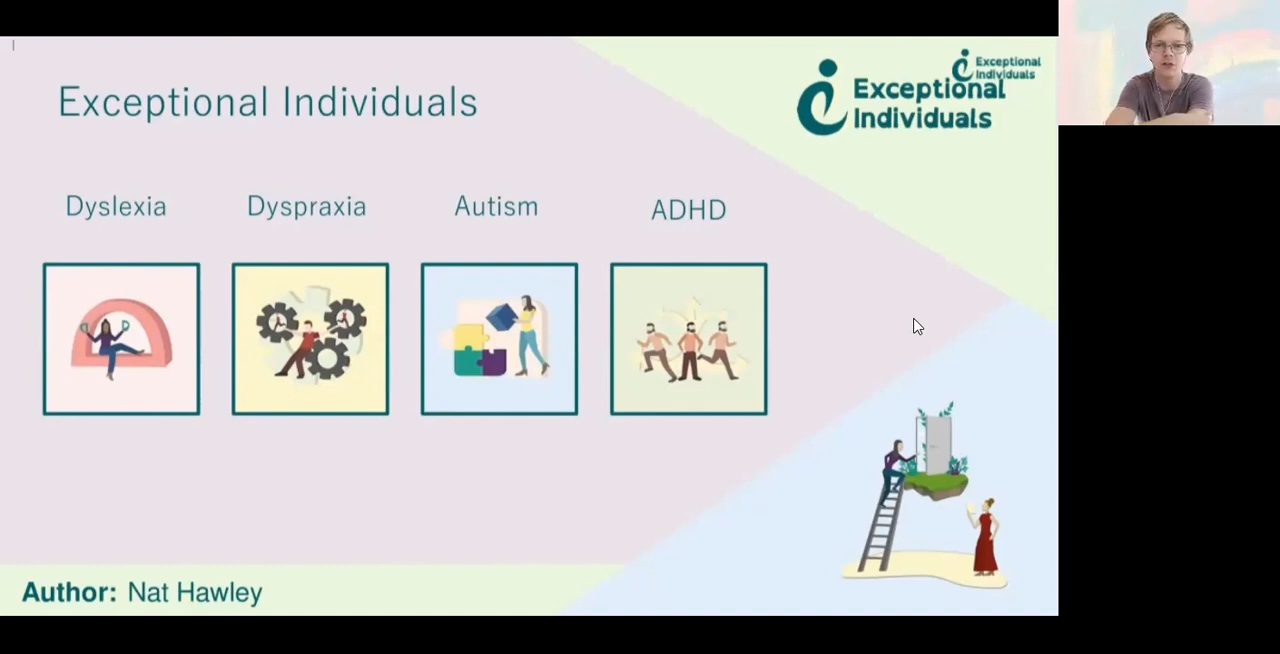 Exceptional Individuals
Exceptional
Individuals
Exceptional
Individuals
Dyslexia
Dyspraxia
Autism
ADHD
Author: Nat Hawley